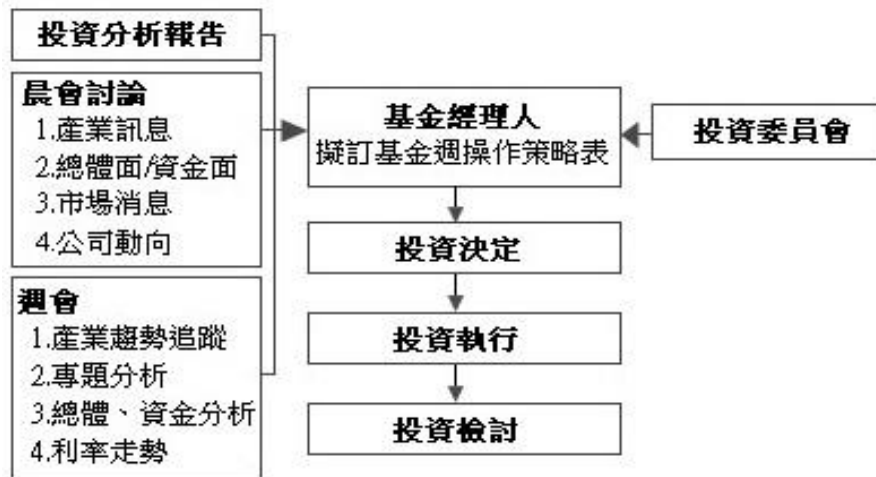 投資分析報告
晨會討論
1.產業訊息
2.總體面/資金面
3.市場消息
4.公司動向
週會
1.產業趨勢追蹤
2.專題分析
3.總體、資金分析
4.利率走勢
基金經理人
擬訂基金週操作策略表
投資委員會
投資決定
投資執行
投資檢討